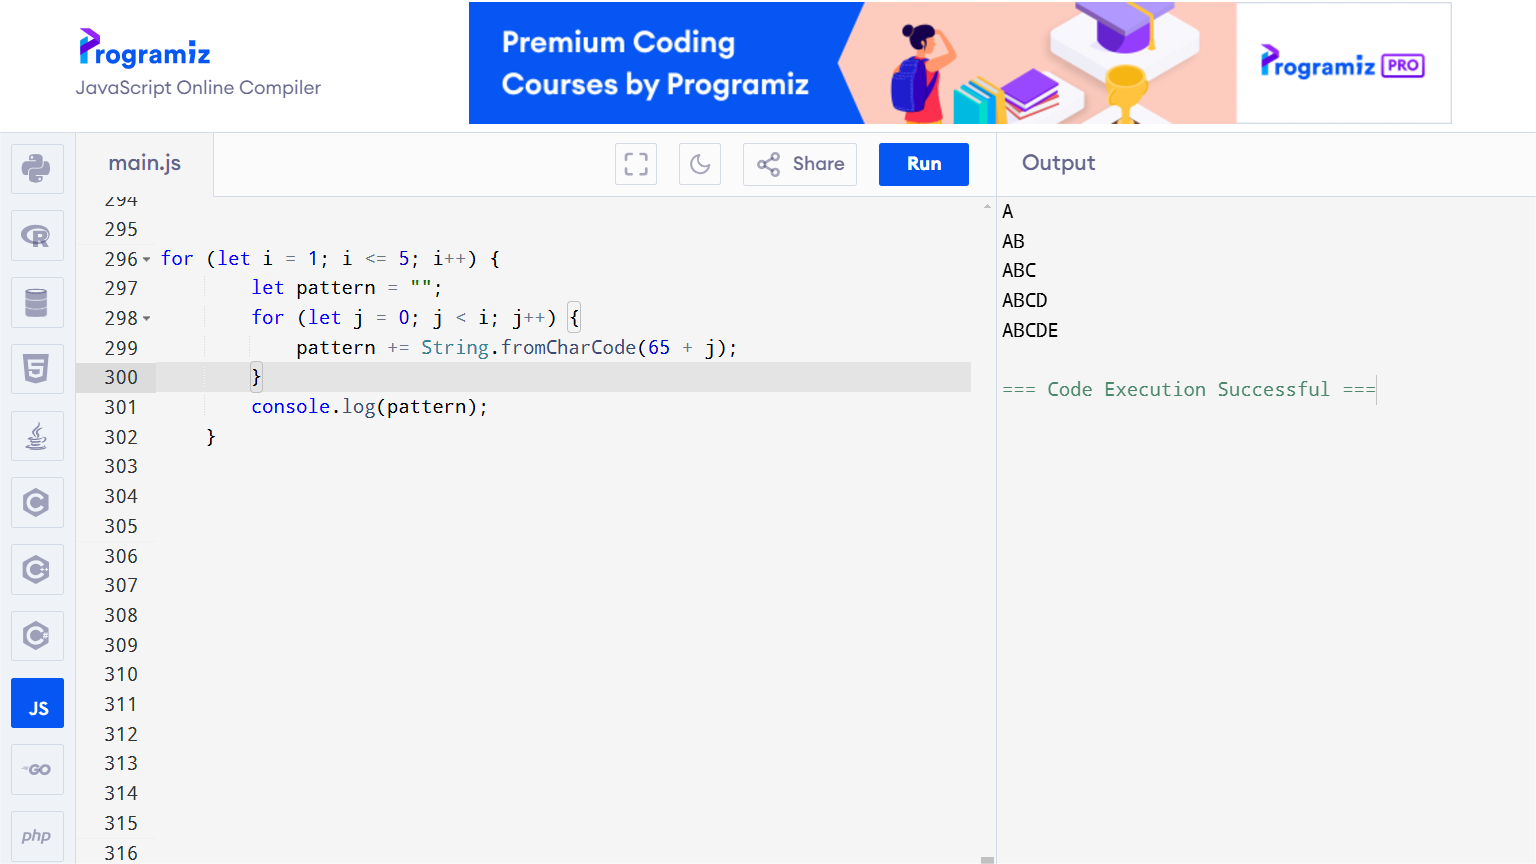 Programiz
JavaScript Online Compiler
Premium Coding
Courses by Programiz
Programiz PRO
main.js
Share
Run
Output
294
295
296 for (let i = 1; i <= 5; i++) {
297 let pattern = "";
298 for (let j = 0; j < i; j++) {
299 pattern += String.fromCharCode(65 + j);
300 }
301 console.log(pattern);
302 }
303
304
305
306
307
308
309
310
311
312
313
314
315
316
A
AB
ABC
ABCD
ABCDE
=== Code Execution Successful ===
R
5
C
C++
C#
JS
GO
php